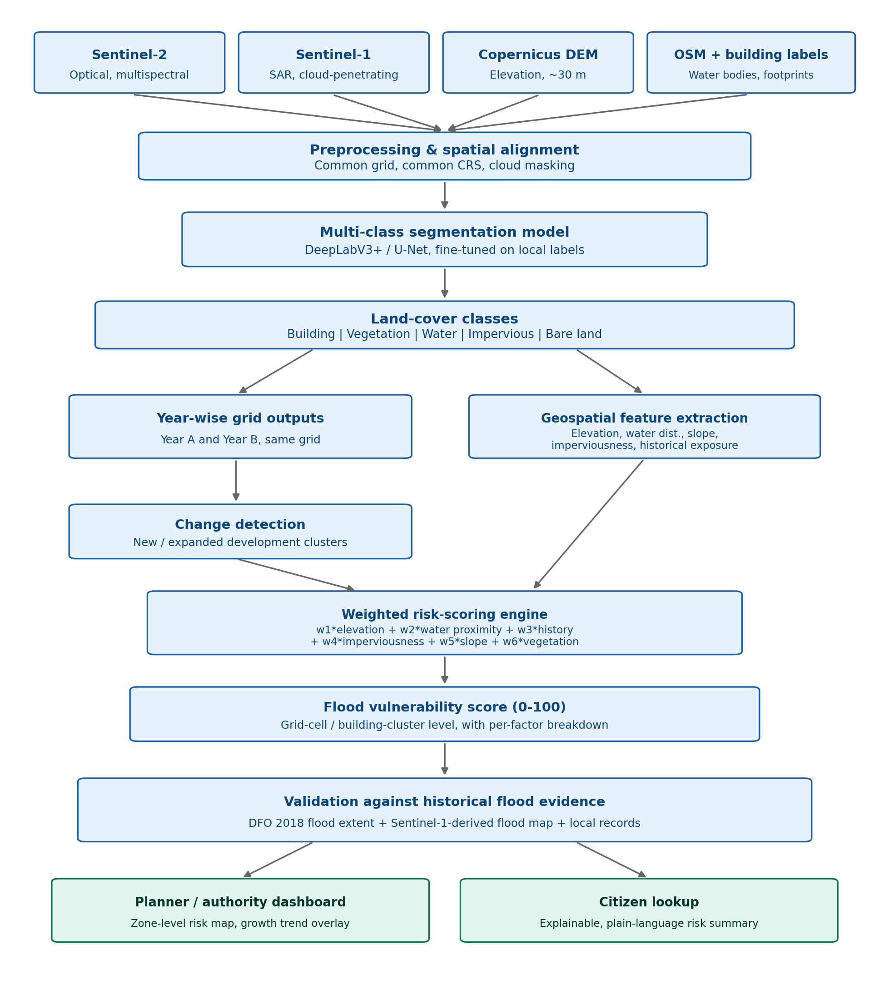 Sentinel-2
Optical, multispectral
Sentinel-1
SAR, cloud-penetrating
Copernicus DEM
Elevation, ~30 m
OSM + building labels
Water bodies, footprints
Preprocessing & spatial alignment
Common grid, common CRS, cloud masking
Multi-class segmentation model
DeepLabV3+ / U-Net, fine-tuned on local labels
Land-cover classes
Building | Vegetation | Water | Impervious | Bare land
Year-wise grid outputs
Year A and Year B, same grid
Geospatial feature extraction
Elevation, water dist., slope,
imperviousness, historical exposure
Change detection
New / expanded development clusters
Weighted risk-scoring engine
w1*elevation + w2*water proximity + w3*history
+ w4*imperviousness + w5*slope + w6*vegetation
Flood vulnerability score (0-100)
Grid-cell / building-cluster level, with per-factor breakdown
Validation against historical flood evidence
DFO 2018 flood extent + Sentinel-1-derived flood map + local records
Planner / authority dashboard
Zone-level risk map, growth trend overlay
Citizen lookup
Explainable, plain-language risk summary